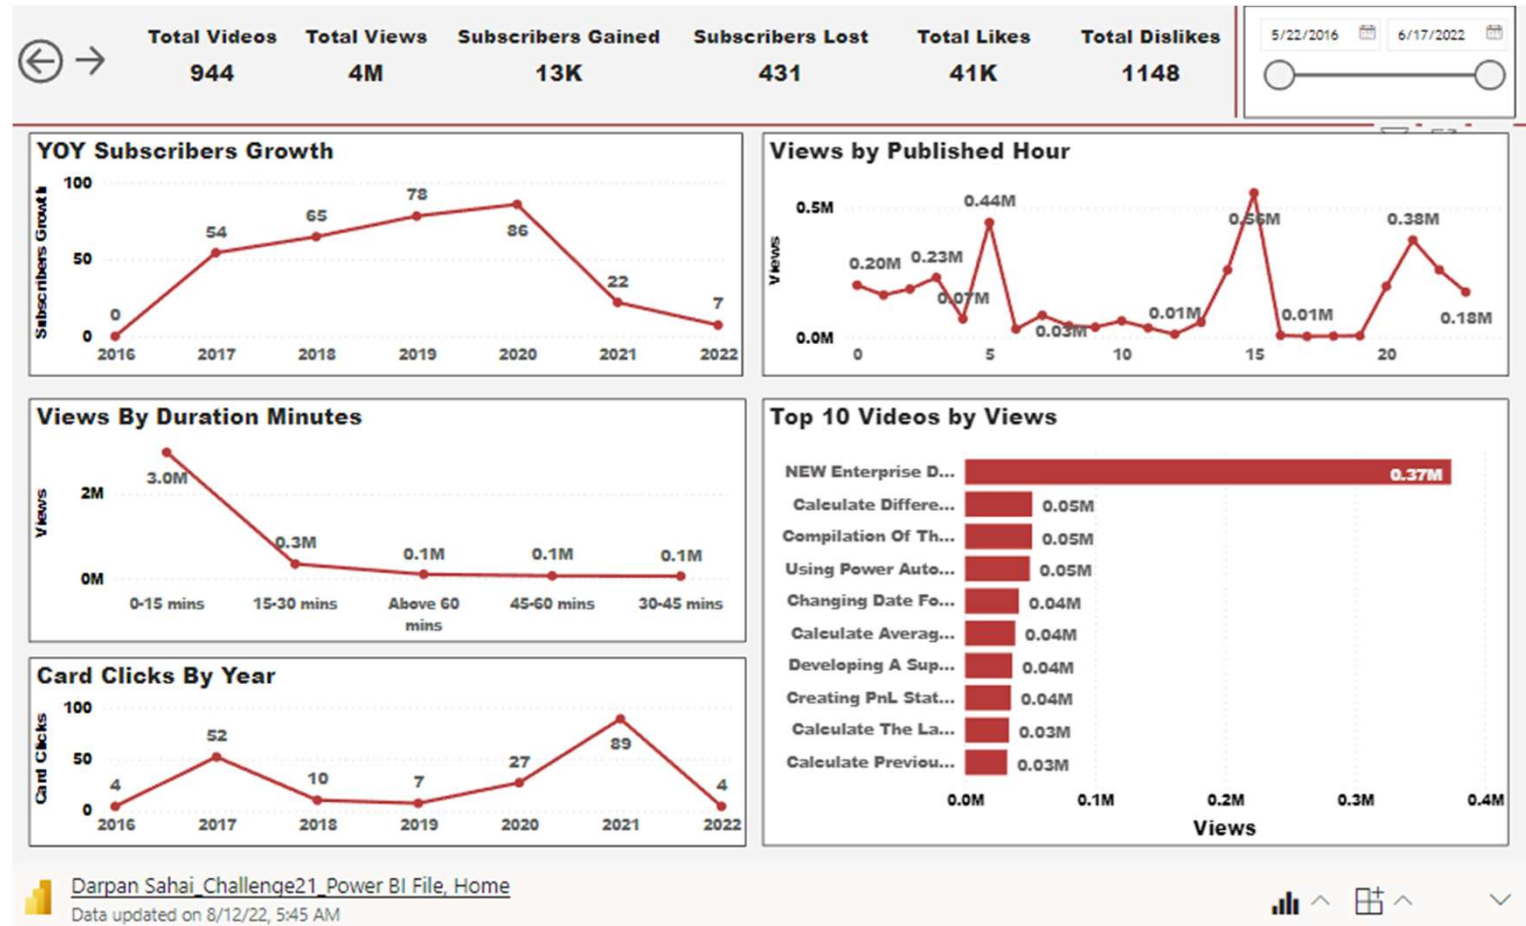 Total Videos
944
Total Views
4M
Subscribers Gained
13K
Subscribers Lost
431
Total Likes
41K
Total Dislikes
1148
5/22/2016
6/17/2022
YOY Subscribers Growth
Subscribers Growth
100
50
0
0
54
65
78
86
22
7
2016 2017 2018 2019 2020 2021 2022
Views by Published Hour
Views
0.5M
0.0M
0.20M
0.23M
0.07M
0.44M
0.03M
0.01M
0.56M
0.01M
0.38M
0.18M
0 5 10 15 20
Views By Duration Minutes
Views
2M
0M
3.0M
0.3M
0.1M
0.1M
0.1M
0-15 mins
15-30 mins
Above 60
mins
45-60 mins
30-45 mins
Top 10 Videos by Views
NEW Enterprise D... 0.37M
Calculate Differe... 0.05M
Compilation Of Th... 0.05M
Using Power Auto... 0.05M
Changing Date Fo... 0.04M
Calculate Averag... 0.04M
Developing A Sup... 0.04M
Creating PnL Stat... 0.04M
Calculate The La... 0.03M
Calculate Previou... 0.03M
0.0M 0.1M 0.2M 0.3M 0.4M
Views
Card Clicks By Year
Card Clicks
100
50
0
4
52
10
7
27
89
4
2016 2017 2018 2019 2020 2021 2022
Darpan Sahai_Challenge21_Power BI File, Home
Data updated on 8/12/22, 5:45 AM